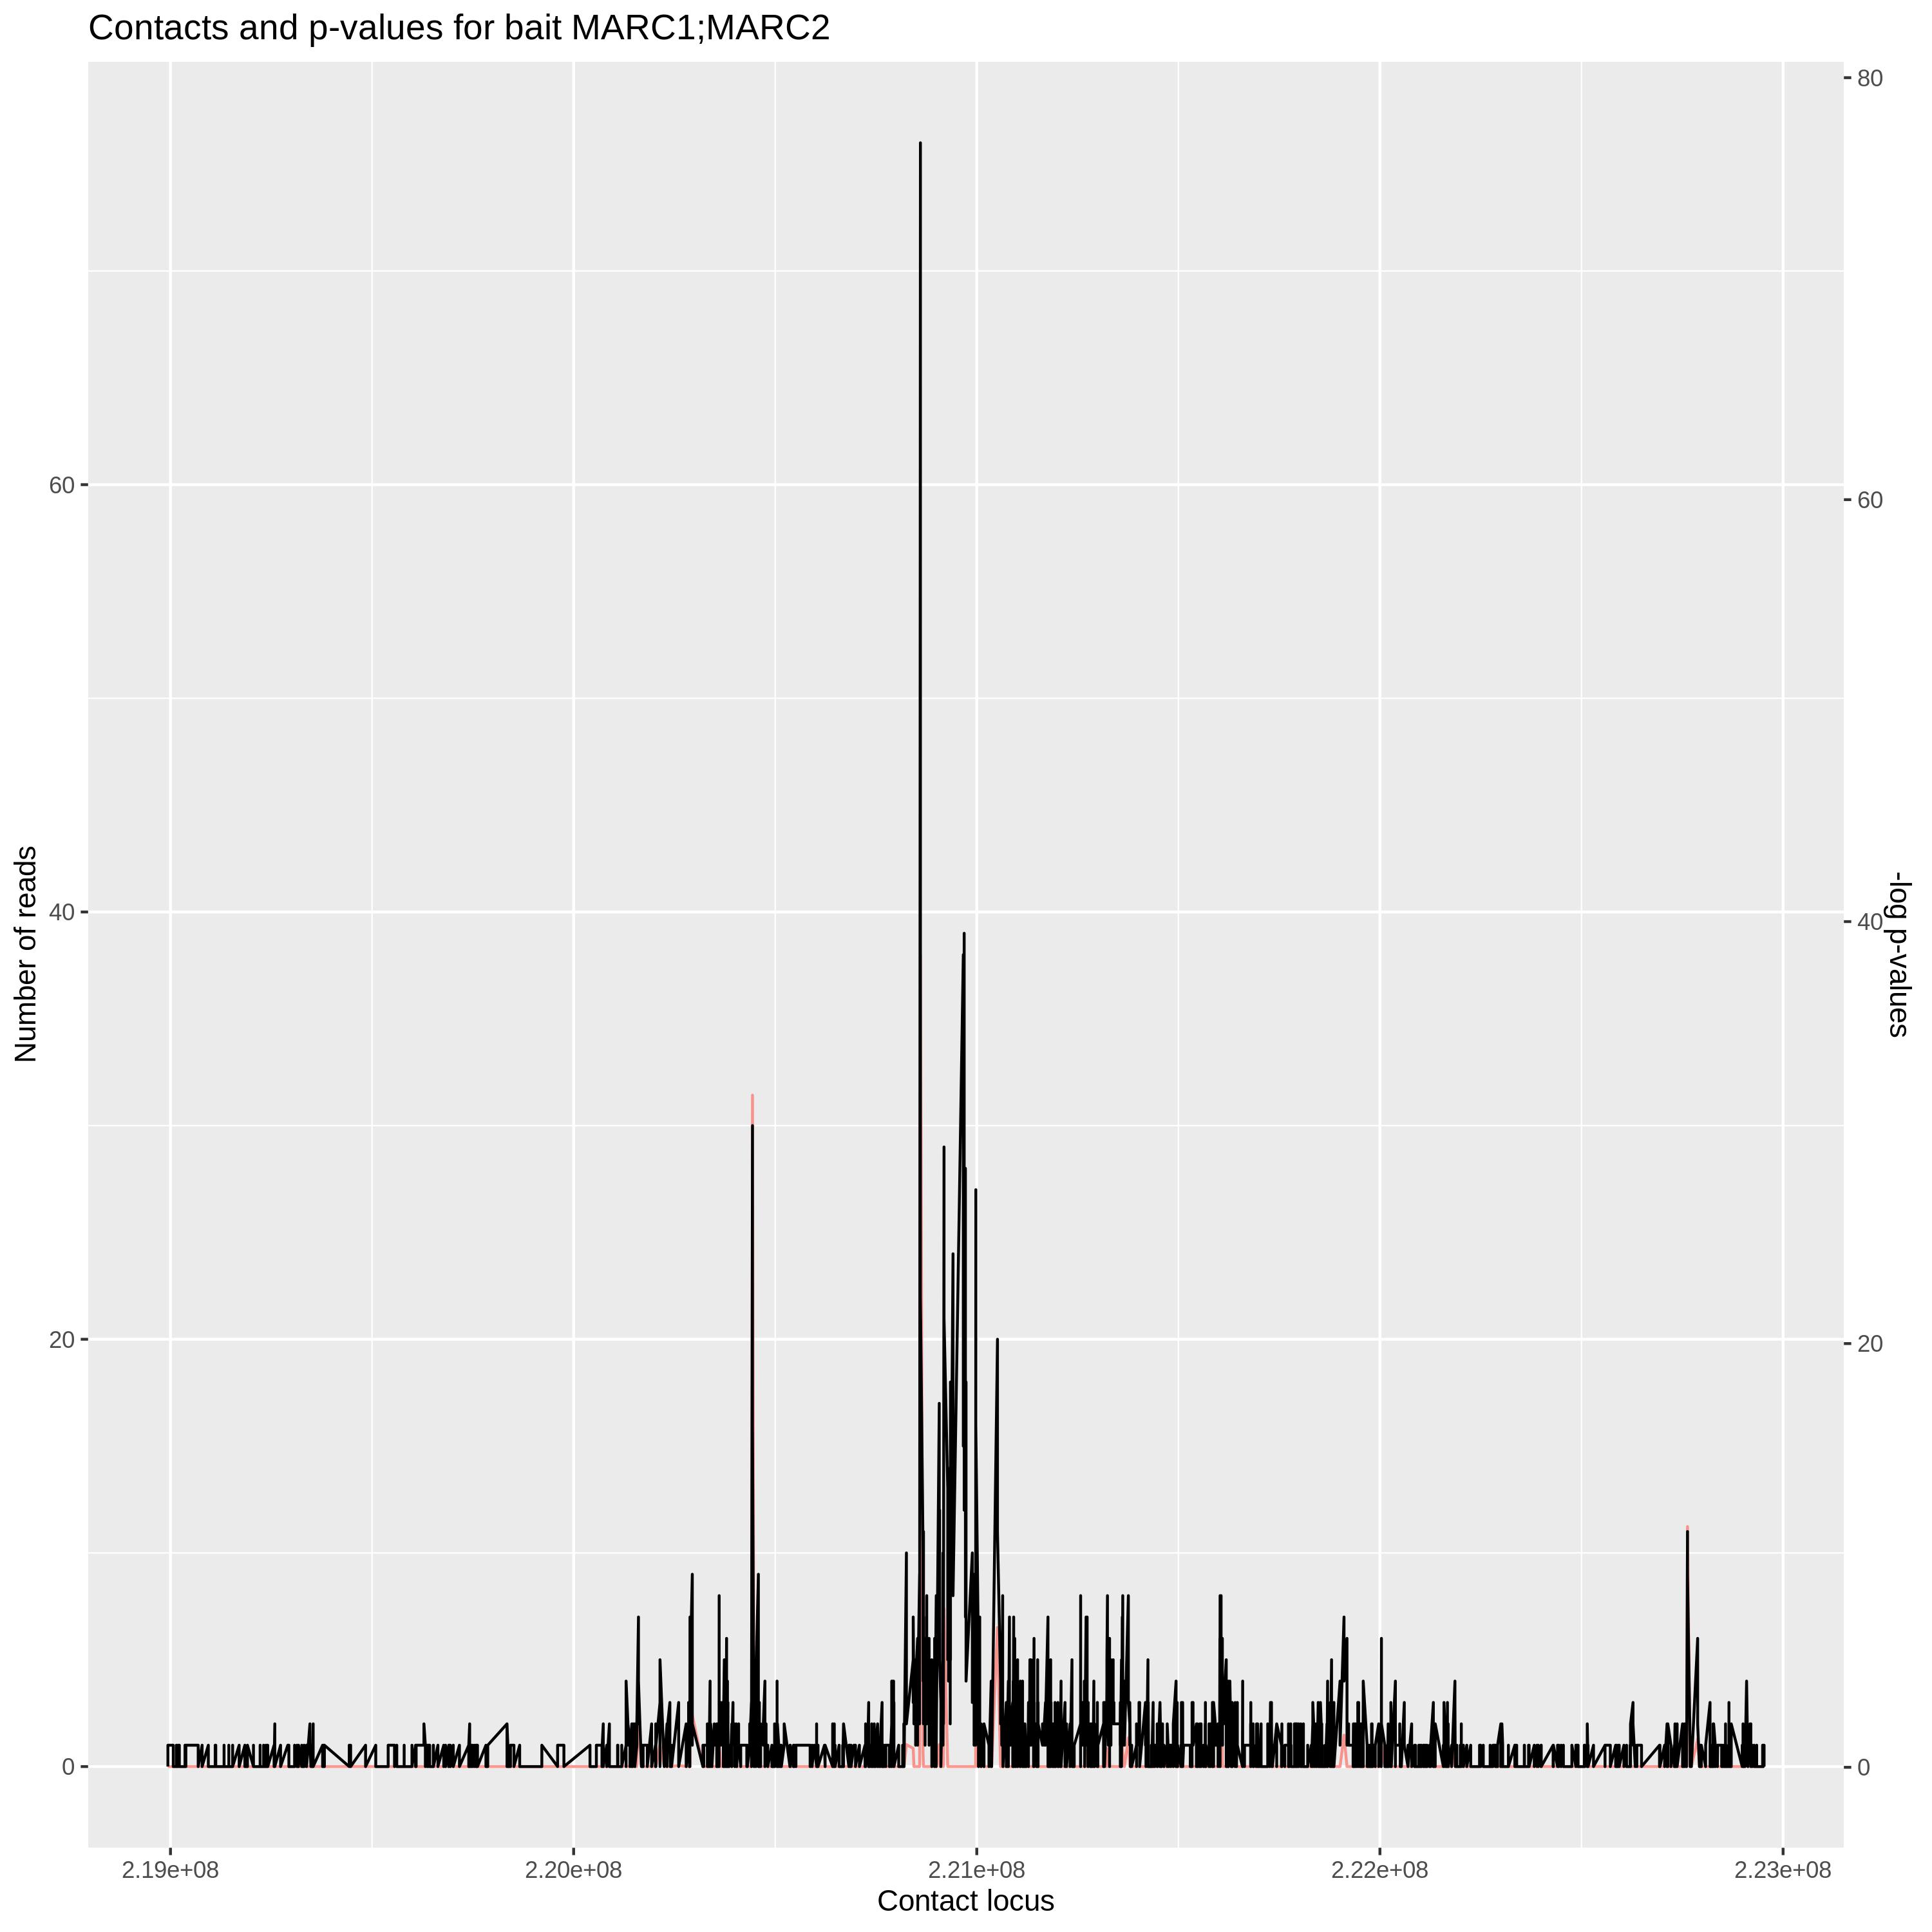 Contacts and p-values for bait MARC1;MARC2
Number of reads
60
40
20
0
80
60
40
20
0
-log p-values
2.19e+08 2.20e+08 2.21e+08 2.22e+08 2.23e+08
Contact locus